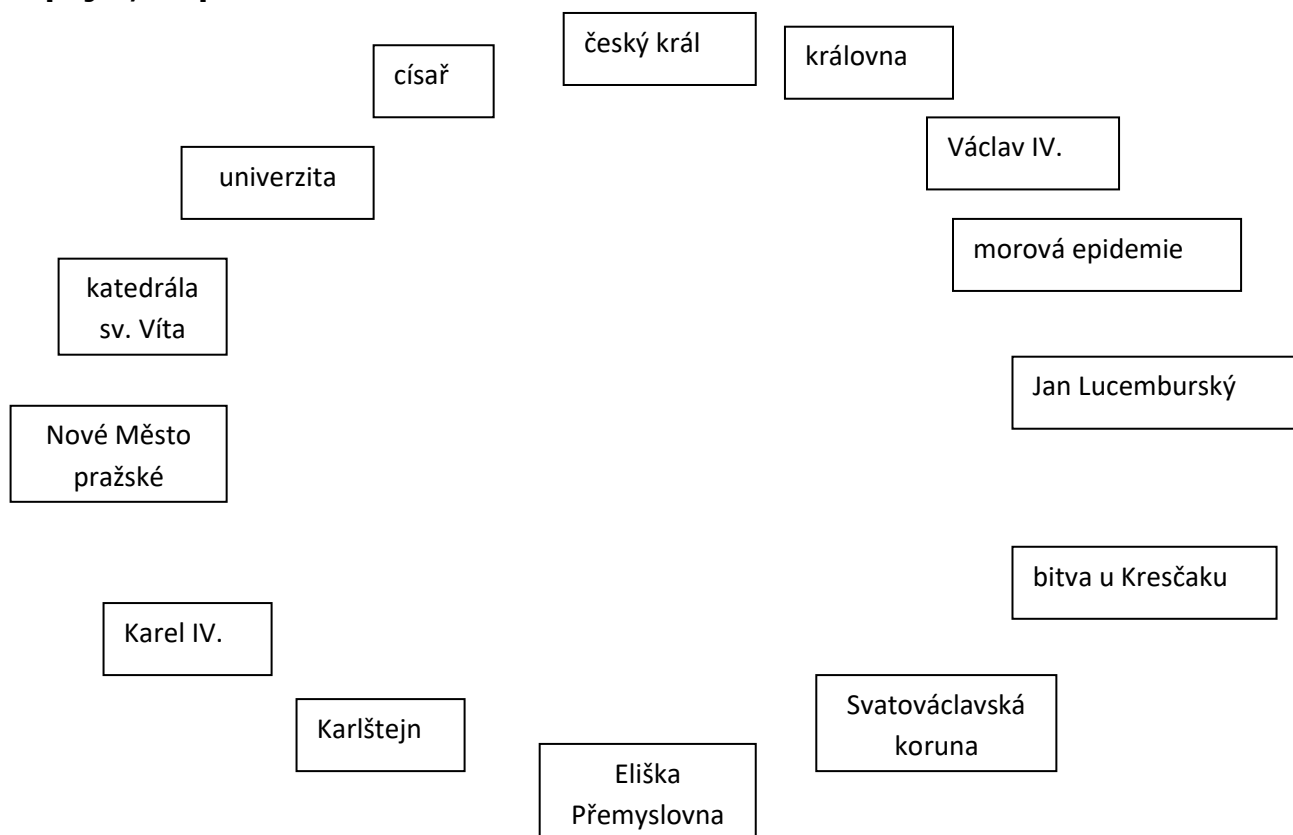 český král
královna
císař
Václav IV.
univerzita
morová epidemie
katedrála
sv. Víta
Jan Lucemburský
Nové Město
pražské
bitva u Kresčaku
Karel IV.
Svatováclavská
koruna
Karlštejn
Eliška
Přemyslovna